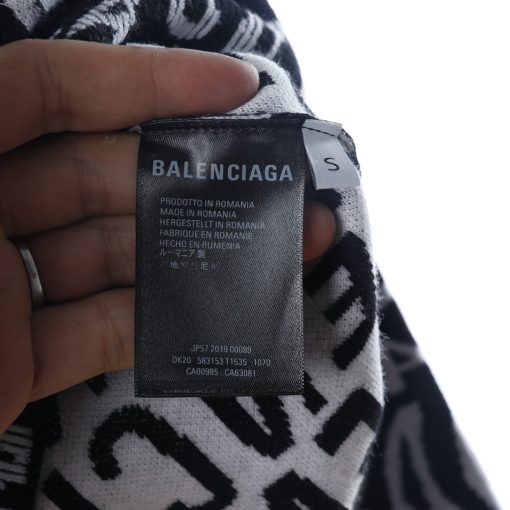 BALENCIAGA
S
PRODOTTO IN ROMANIA
MADE IN ROMANIA
HERGESTELLT IN ROMANIA
FABRIQUE EN ROMANIE
HECHO EN RUMENIA
ルーマニア製
JP57 2019 00089
DK20 583153 T1535 1070
CA00985 - CA63081